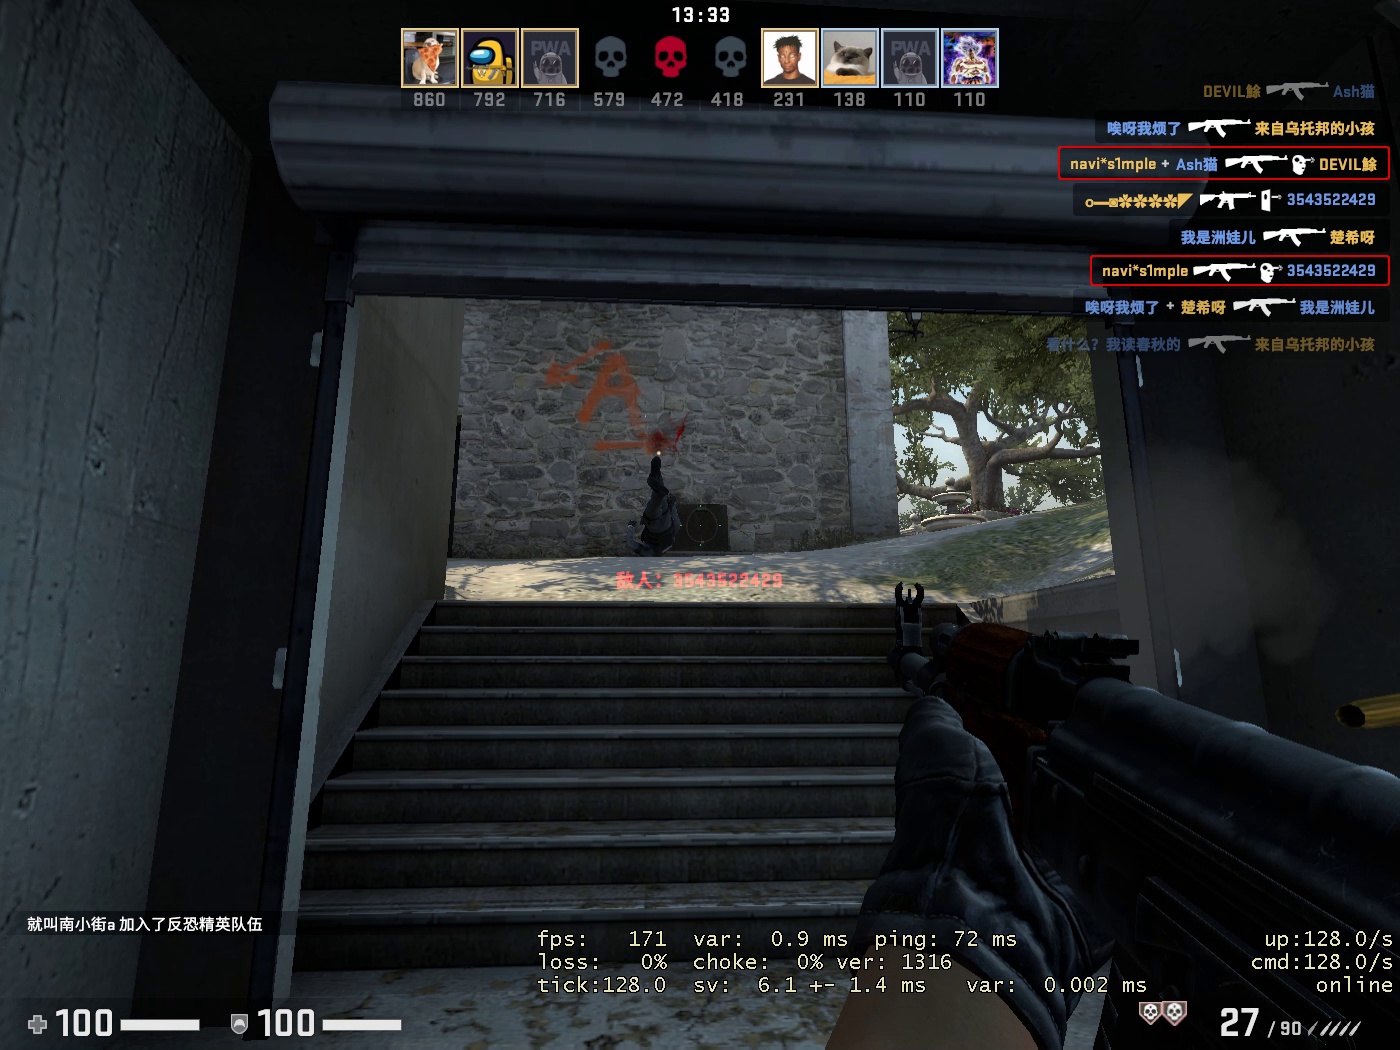 13:33
PWA PWA
860 792 716 579 472 418 231 138 110 110
DEVIL鮽 Ash猫
唉呀我烦了 来自乌托邦的小孩
navi*s1mple + Ash猫 DEVIL鮽
3543522429
我是洲娃儿 楚希呀
navi*s1mple 3543522429
唉呀我烦了 + 楚希呀 我是洲娃儿
看什么？我读春秋的 来自乌托邦的小孩
A
敌人：3543522429
就叫南小街a 加入了反恐精英队伍
fps: 171 var: 0.9 ms ping: 72 ms up:128.0/s
loss: 0% choke: 0% ver: 1316 cmd:128.0/s
tick:128.0 sv: 6.1 +- 1.4 ms var: 0.002 ms online
100 100 27 / 90